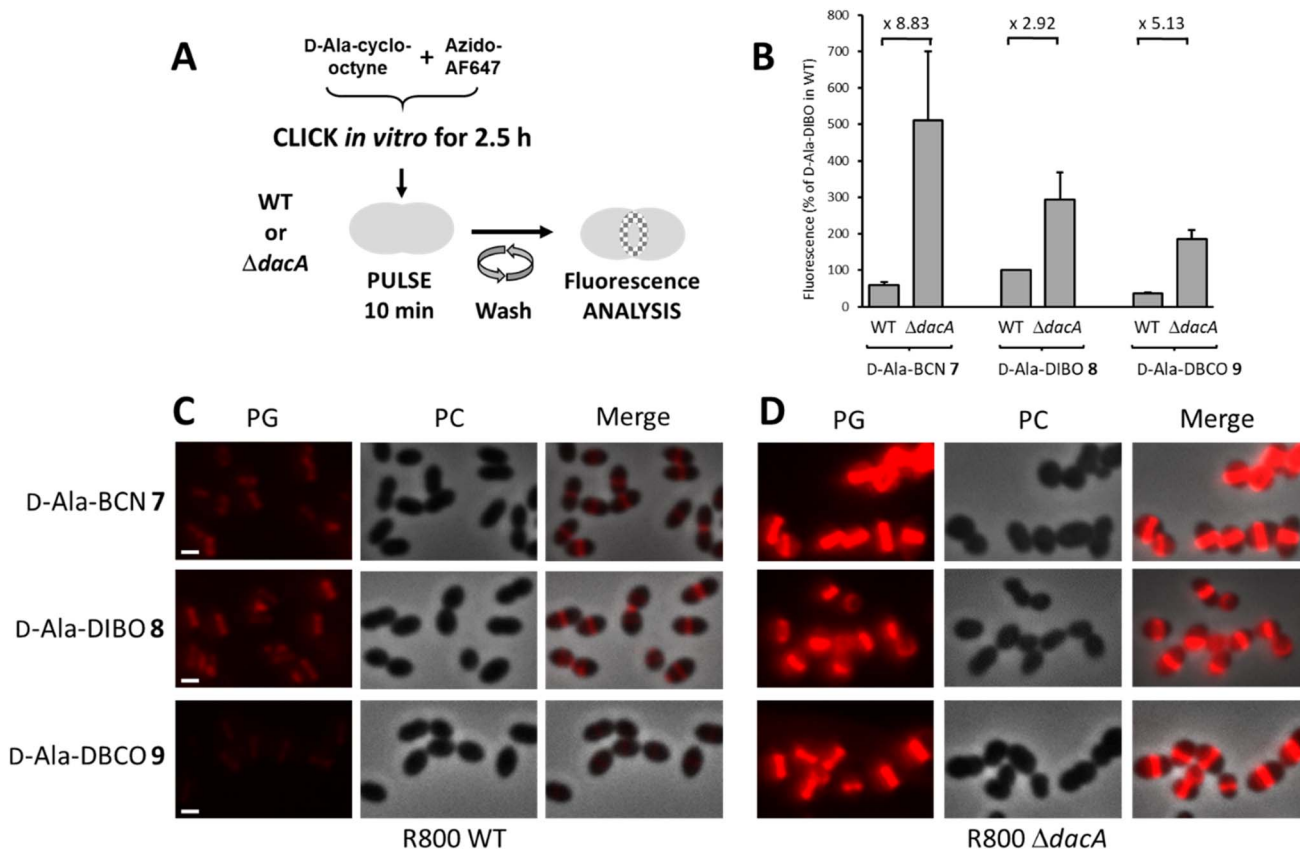 A
D-Ala-cyclo-
octyne
+
Azido-
AF647
CLICK in vitro for 2.5 h
WT
or
ΔdacA
PULSE
10 min
Wash
Fluorescence
ANALYSIS
B
Fluorescence (% of D-Ala-DIBO in WT)
800
700
600
500
400
300
200
100
0
x 8.83
x 2.92
x 5.13
WT ΔdacA
WT ΔdacA
WT ΔdacA
D-Ala-BCN 7
D-Ala-DIBO 8
D-Ala-DBCO 9
C
PG
PC
Merge
D
PG
PC
Merge
D-Ala-BCN 7
D-Ala-DIBO 8
D-Ala-DBCO 9
R800 WT
R800 ΔdacA